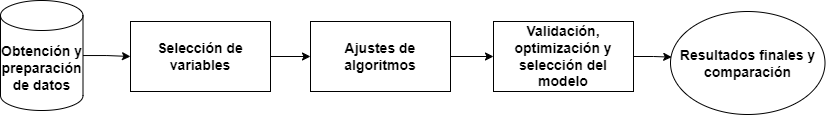 Obtención y
preparación
de datos
Selección de
variables
Ajustes de
algoritmos
Validación,
optimización y
selección del
modelo
Resultados finales y
comparación